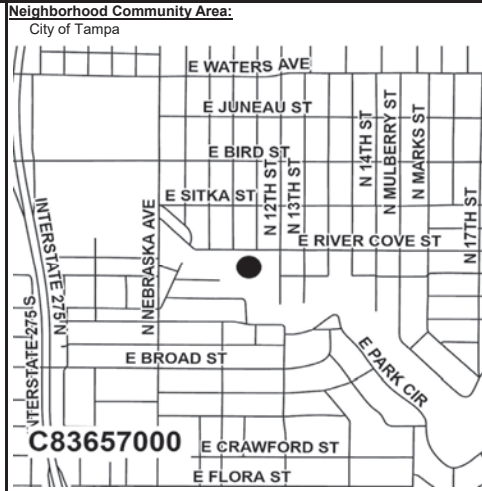 Neighborhood Community Area:
City of Tampa
E WATERS AVE
E JUNEAU ST
E BIRD ST
E SITKA ST
N 12TH ST
N 13TH ST
N 14TH ST
N MULBERRY ST
N MARKS ST
N 17TH ST
E RIVER COVE ST
N NEBRASKA AVE
INTERSTATE 275 N
INTERSTATE 275 S
E BROAD ST
E PARK CIR
C83657000
E CRAWFORD ST
E FLORA ST